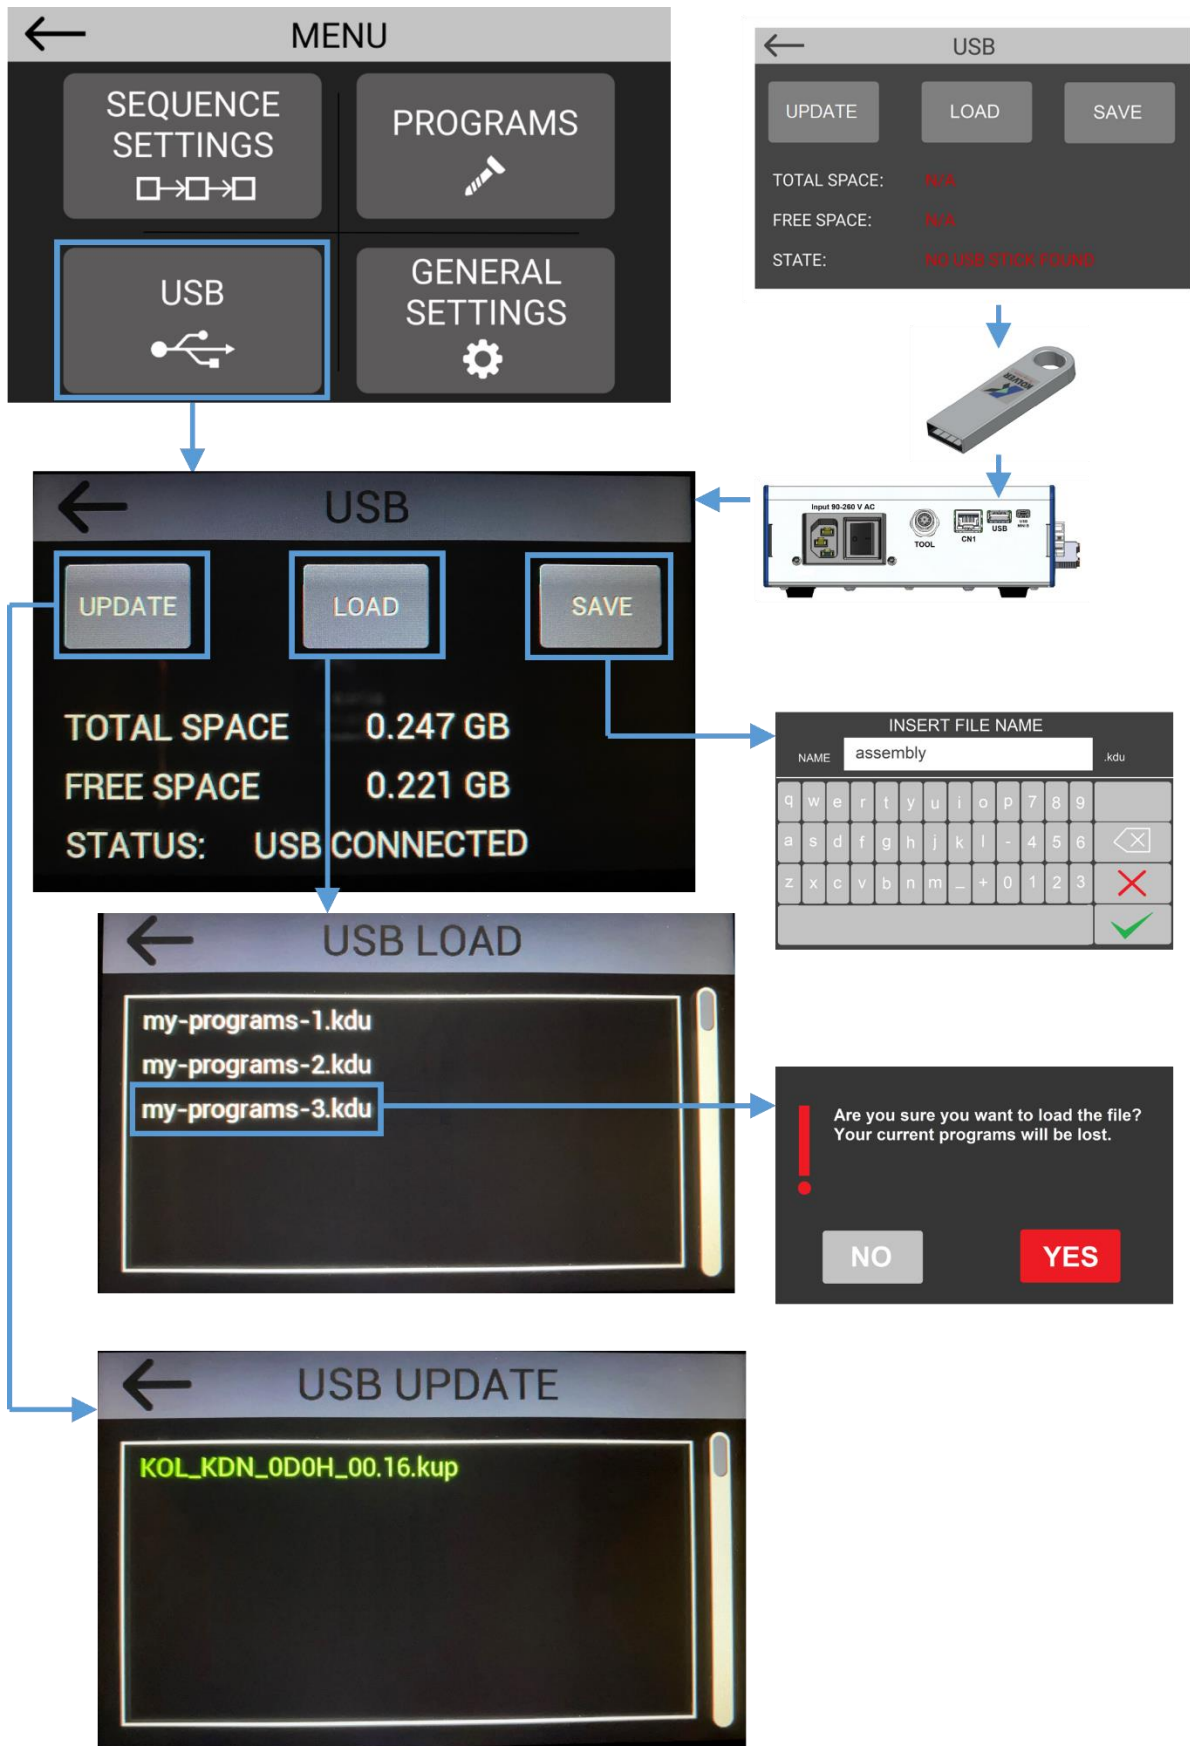 MENU
SEQUENCE
SETTINGS
PROGRAMS
USB
GENERAL
SETTINGS
USB
UPDATE
LOAD
SAVE
TOTAL SPACE:
N/A
FREE SPACE:
N/A
STATE:
NO USB STICK FOUND
KOLVER
Input 90-260 V AC
TOOL
CN1
USB
USB
USB
UPDATE
LOAD
SAVE
TOTAL SPACE 0.247 GB
FREE SPACE 0.221 GB
STATUS: USB CONNECTED
INSERT FILE NAME
NAME assembly .kdu
q w e r t y u i o p 7 8 9
a s d f g h j k l - 4 5 6
z x c v b n m _ + 0 1 2 3
USB LOAD
my-programs-1.kdu
my-programs-2.kdu
my-programs-3.kdu
Are you sure you want to load the file?
Your current programs will be lost.
NO
YES
USB UPDATE
KOL_KDN_0D0H_00.16.kup